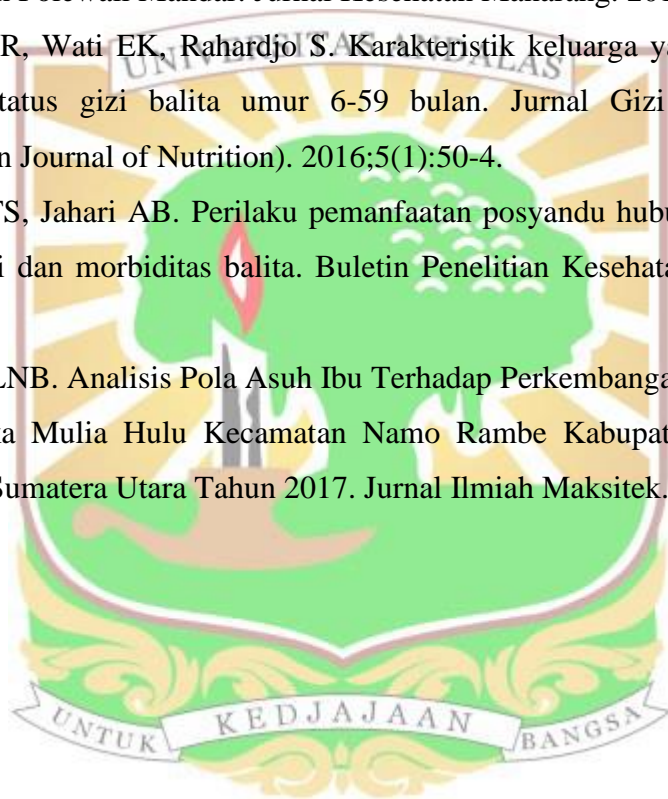 Polewali Mandar. Jurnal Kesehatan Manarang. 201
R, Wati EK, Rahardjo S. Karakteristik keluarga ya
UNIVERSITAS ANDALAS
tatus gizi balita umur 6-59 bulan. Jurnal Gizi
n Journal of Nutrition). 2016;5(1):50-4.
TS, Jahari AB. Perilaku pemanfaatan posyandu hubu
i dan morbiditas balita. Buletin Penelitian Kesehata
LNB. Analisis Pola Asuh Ibu Terhadap Perkembanga
ka Mulia Hulu Kecamatan Namo Rambe Kabupat
Sumatera Utara Tahun 2017. Jurnal Ilmiah Maksitek.
UNTUK KEDJAJAAN BANGSA